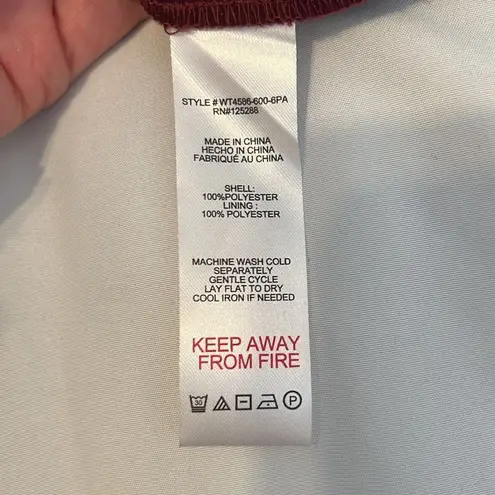 STYLE # WT4586-600-6PA
RN#125288
MADE IN CHINA
HECHO IN CHINA
FABRIQUÉ AU CHINA
SHELL:
100%POLYESTER
LINING :
100% POLYESTER
MACHINE WASH COLD
SEPARATELY
GENTLE CYCLE
LAY FLAT TO DRY
COOL IRON IF NEEDED
KEEP AWAY
FROM FIRE
30 P